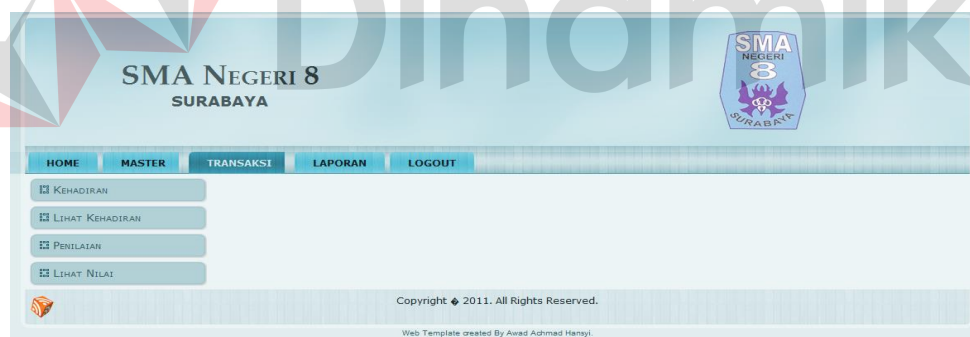 Dinamik
SMA NEGERI 8
SURABAYA
SMA
NEGERI
8
SURABAYA
HOME MASTER TRANSAKSI LAPORAN LOGOUT
KEHADIRAN
LIHAT KEHADIRAN
PENILAIAN
LIHAT NILAI
Copyright � 2011. All Rights Reserved.
Web Template created By Awad Achmad Hansyi.